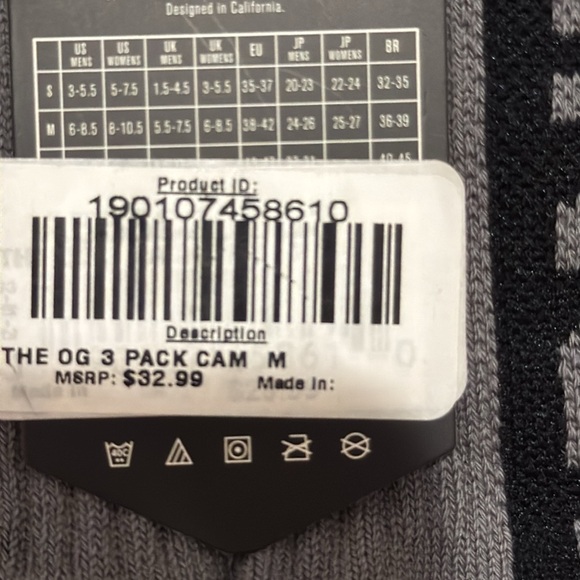 Designed in California.
US MENS US WOMENS UK MENS UK WOMENS EU JP MENS JP WOMENS BR
S 3-5.5 5-7.5 1.5-4.5 3-5.5 35-37 20-23 22-24 32-35
M 6-8.5 8-10.5 5.5-7.5 6-8.5 38-42 24-26 25-27 36-39
Product ID:
190107458610
Description
THE OG 3 PACK CAM M
MSRP: $32.99 Made in:
40C